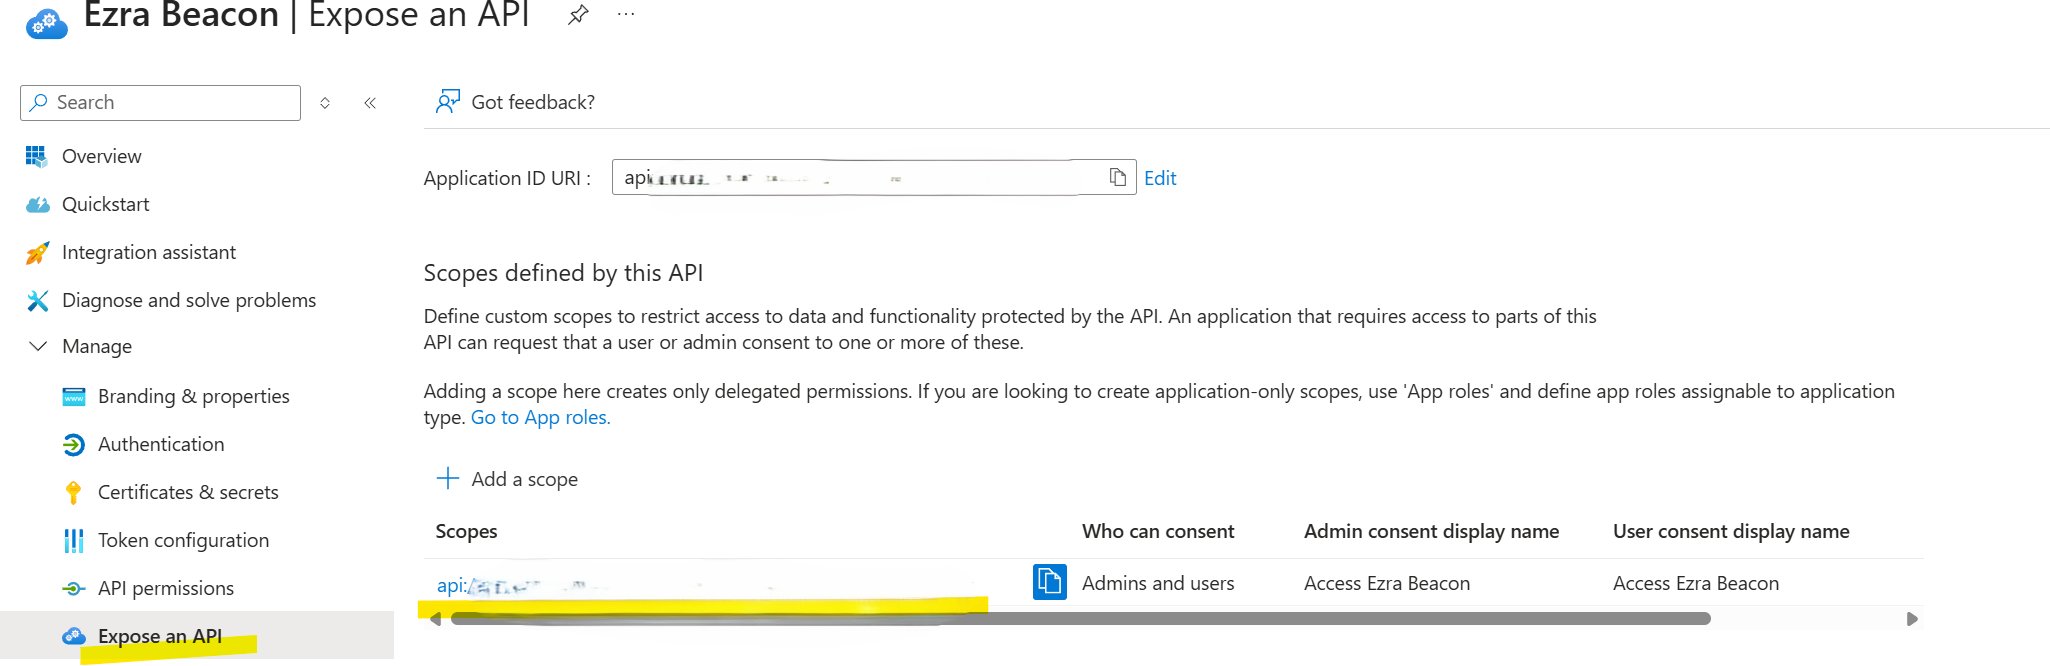 Ezra Beacon | Expose an API
Search
Got feedback?
Overview
Quickstart
Integration assistant
Diagnose and solve problems
Manage
Branding & properties
Authentication
Certificates & secrets
Token configuration
API permissions
Expose an API
Application ID URI :
api
Edit
Scopes defined by this API
Define custom scopes to restrict access to data and functionality protected by the API. An application that requires access to parts of this
API can request that a user or admin consent to one or more of these.
Adding a scope here creates only delegated permissions. If you are looking to create application-only scopes, use 'App roles' and define app roles assignable to application
type. Go to App roles.
Add a scope
Scopes
Who can consent
Admin consent display name
User consent display name
api:/
Admins and users
Access Ezra Beacon
Access Ezra Beacon